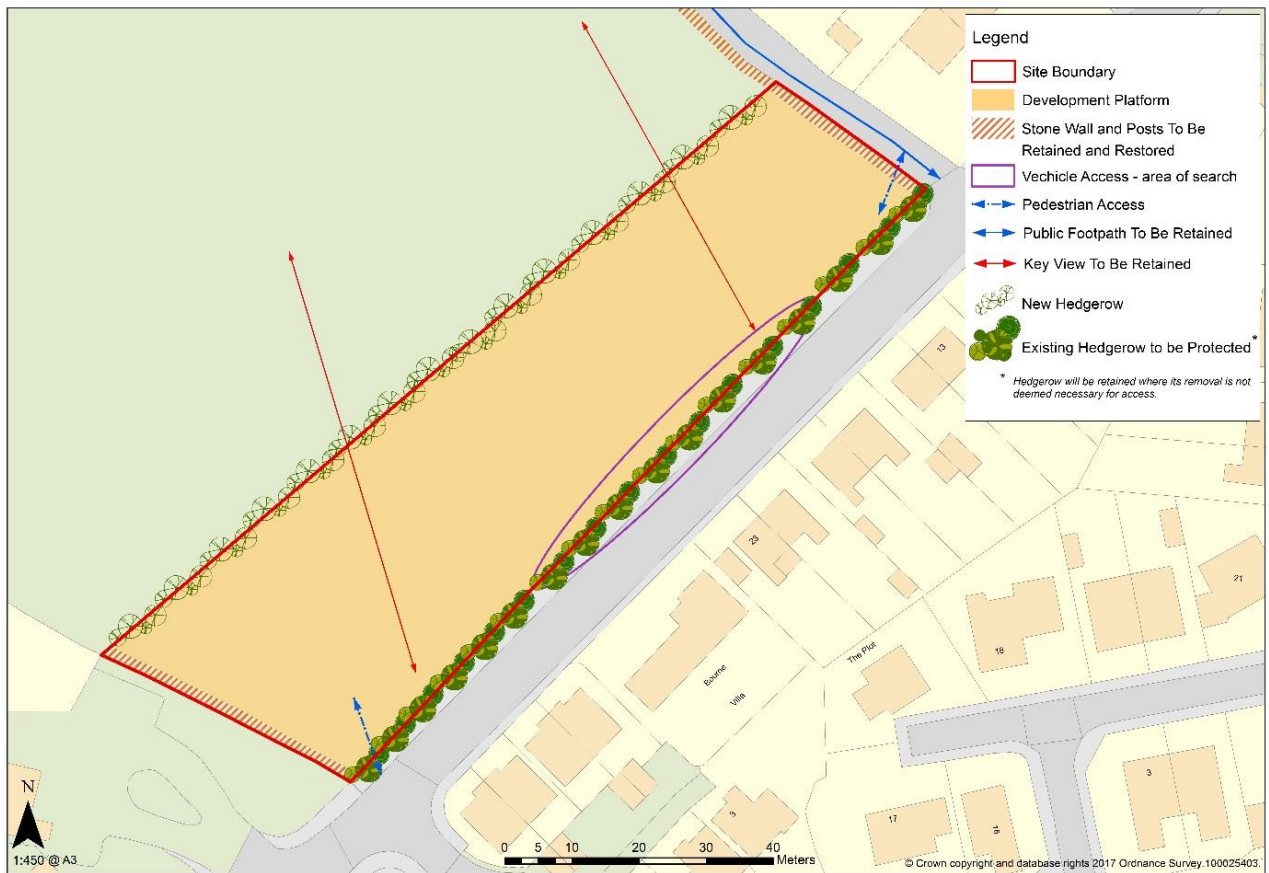 Legend
Site Boundary
Development Platform
Stone Wall and Posts To Be
Retained and Restored
Vechicle Access - area of search
Pedestrian Access
Public Footpath To Be Retained
Key View To Be Retained
New Hedgerow
Existing Hedgerow to be Protected*
* Hedgerow will be retained where its removal is not
deemed necessary for access.
13
23
21
The Plot
18
Bourne
Villa
3
3
17
16
N
1:450 @ A3
0 5 10 20 30 40
Meters
© Crown copyright and database rights 2017 Ordnance Survey 100025403.